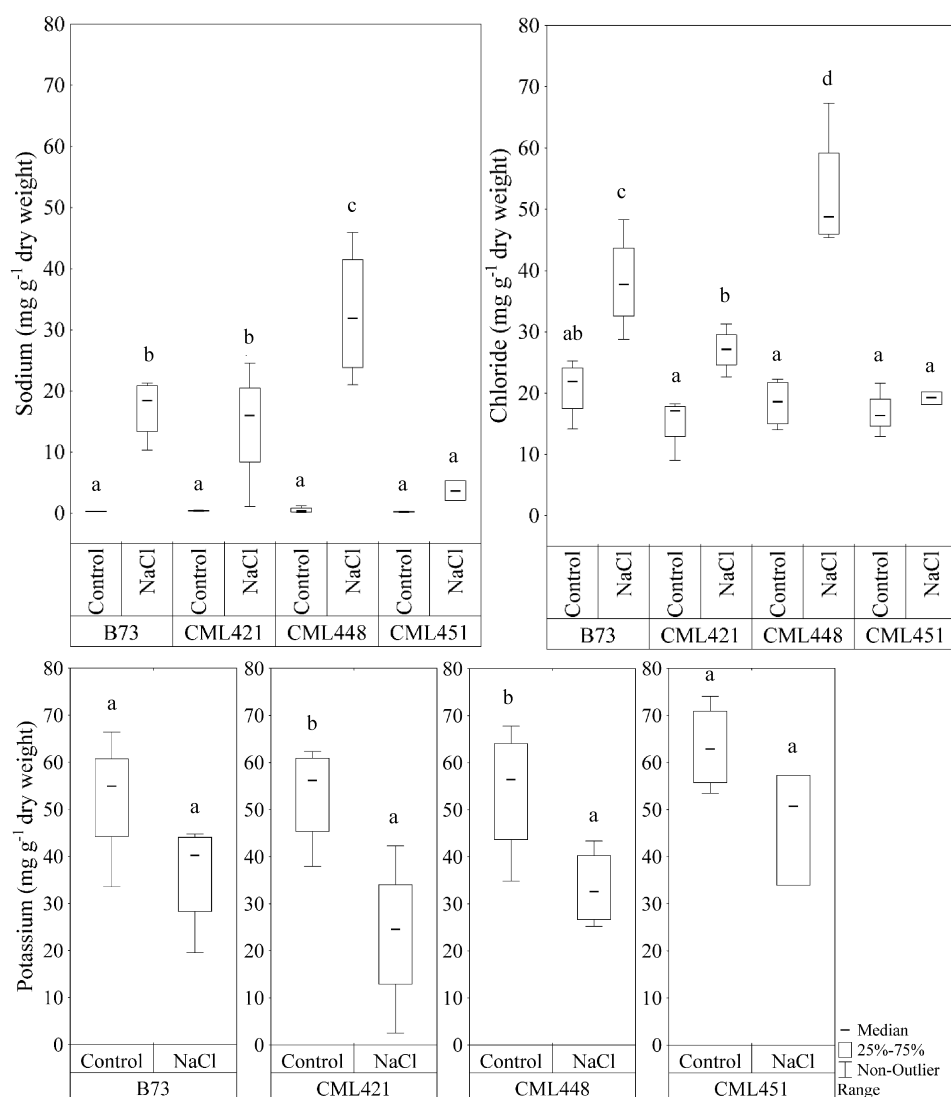 80
70
60
50
40
30
20
10
0
Sodium (mg g-1 dry weight)
a
b
a
b
a
c
a
a
Control
NaCl
Control
NaCl
Control
NaCl
Control
NaCl
B73
CML421
CML448
CML451
80
70
60
50
40
30
20
10
0
Chloride (mg g-1 dry weight)
ab
c
a
b
a
d
a
a
Control
NaCl
Control
NaCl
Control
NaCl
Control
NaCl
B73
CML421
CML448
CML451
80
70
60
50
40
30
20
10
0
Potassium (mg g-1 dry weight)
a
a
Control NaCl
B73
80
70
60
50
40
30
20
10
0
b
a
Control NaCl
CML421
80
70
60
50
40
30
20
10
0
b
a
Control NaCl
CML448
80
70
60
50
40
30
20
10
0
a
a
Control NaCl
CML451
Median
25%-75%
Non-Outlier
Range